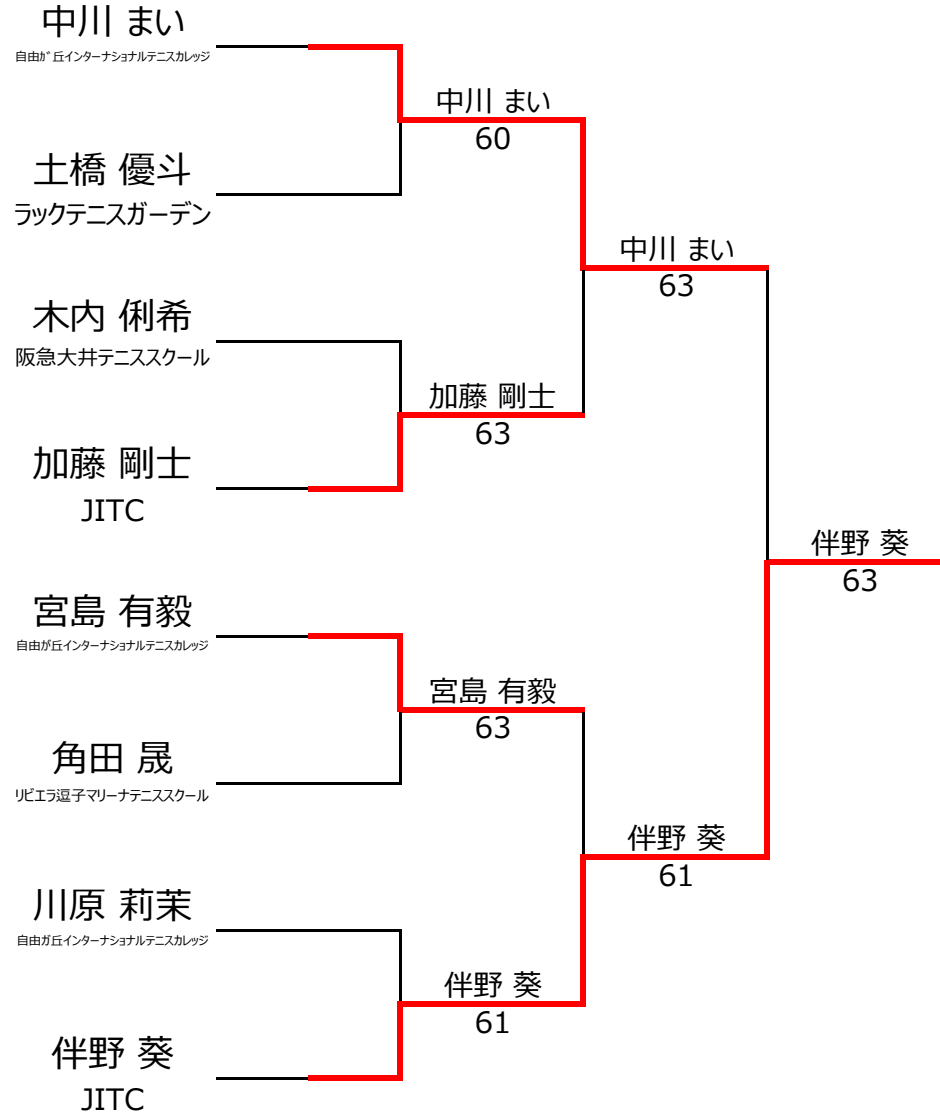 中川 まい
自由ｶﾞ丘インターナショナルテニスカレッジ
土橋 優斗
ラックテニスガーデン
木内 俐希
阪急大井テニススクール
加藤 剛士
JITC
宮島 有毅
自由が丘インターナショナルテニスカレッジ
角田 晟
リビエラ逗子マリーナテニススクール
川原 莉茉
自由ガ丘インターナショナルテニスカレッジ
伴野 葵
JITC
中川 まい
60
加藤 剛士
63
宮島 有毅
63
伴野 葵
61
中川 まい
63
伴野 葵
61
伴野 葵
63